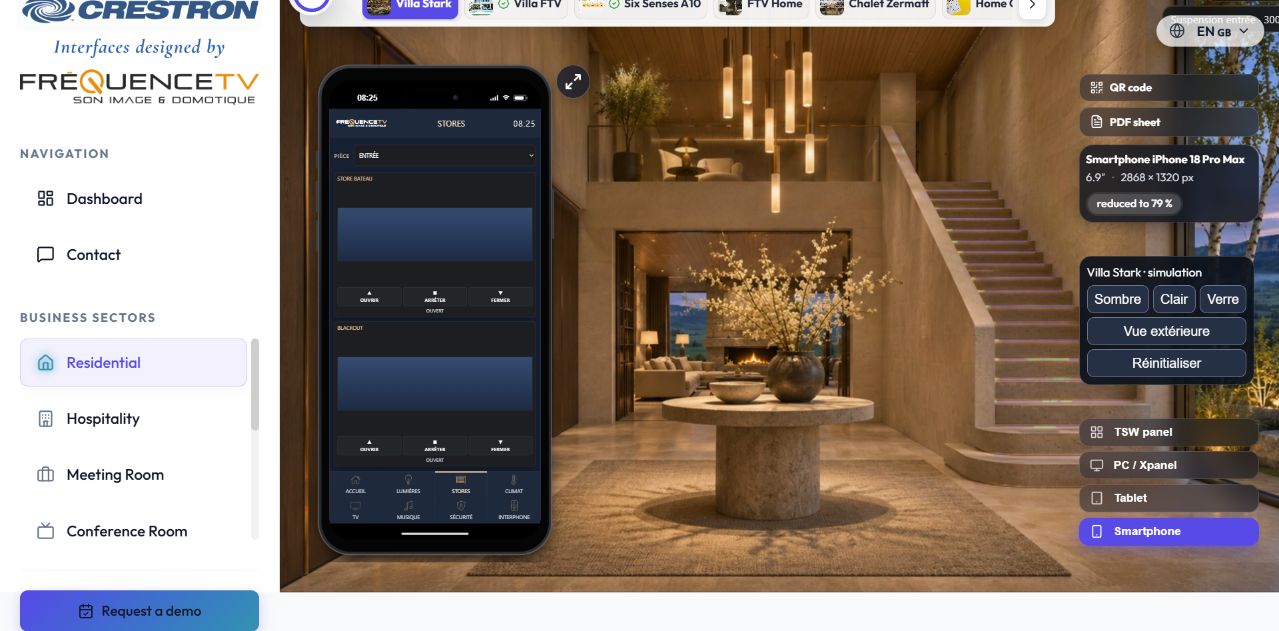 CRESTRON
Interfaces designed by
FRÉQUENCETV
SON IMAGE & DOMOTIQUE
NAVIGATION
Dashboard
Contact
BUSINESS SECTORS
Residential
Hospitality
Meeting Room
Conference Room
Request a demo
Villa Stark
Villa FTV
Six Senses A10
FTV Home
Chalet Zermatt
Home
Suspension entrée
300
EN GB
08:25
FRÉQUENCETV
STORES
08:25
PIÈCE
ENTRÉE
STORE BATEAU
OUVRIR
ARRÊTER
FERMER
OUVERT
BLACKOUT
OUVRIR
ARRÊTER
FERMER
OUVERT
ACCUEIL
LUMIÈRES
STORES
CLIMAT
TV
MUSIQUE
SÉCURITÉ
INTERPHONE
QR code
PDF sheet
Smartphone iPhone 18 Pro Max
6.9" · 2868 × 1320 px
reduced to 79 %
Villa Stark · simulation
Sombre
Clair
Verre
Vue extérieure
Réinitialiser
TSW panel
PC / Xpanel
Tablet
Smartphone